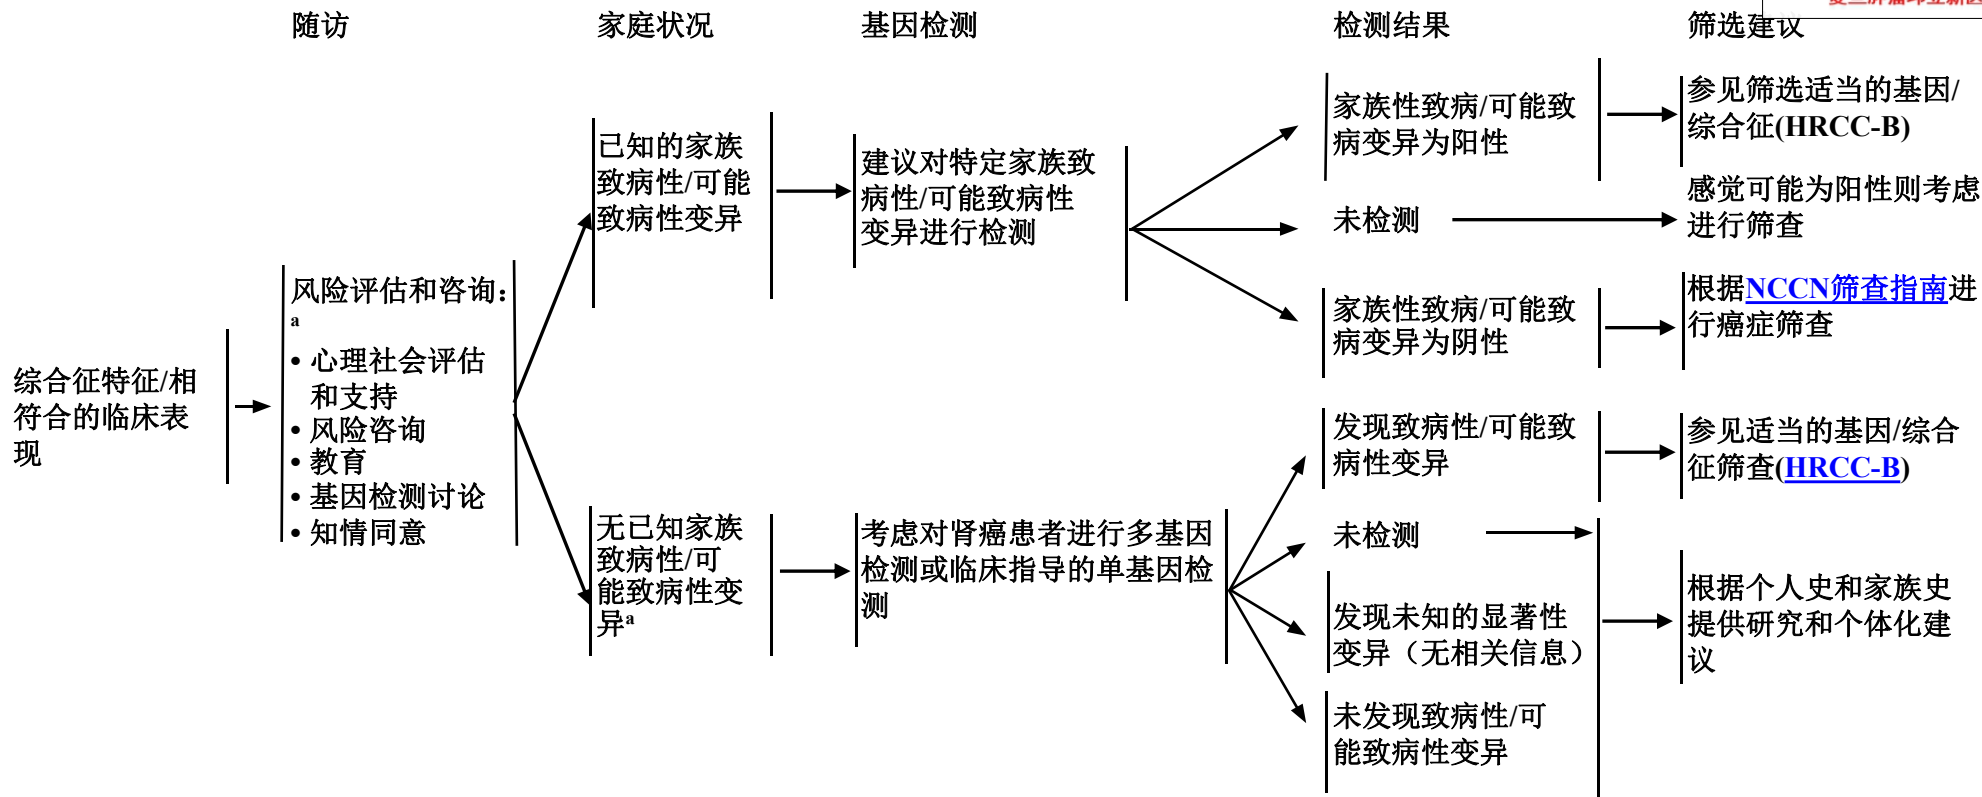 随访
家庭状况
基因检测
检测结果
筛选建议
综合征特征/相
符合的临床表
现
风险评估和咨询：
a
• 心理社会评估
和支持
• 风险咨询
• 教育
• 基因检测讨论
• 知情同意
已知的家族
致病性/可能
致病性变异
建议对特定家族致
病性/可能致病性
变异进行检测
家族性致病/可能致
病变异为阳性
参见筛选适当的基因/
综合征(HRCC-B)
未检测
感觉可能为阳性则考虑
进行筛查
家族性致病/可能致
病变异为阴性
根据NCCN筛查指南进
行癌症筛查
无已知家族
致病性/可
能致病性变
异a
考虑对肾癌患者进行多基因
检测或临床指导的单基因检
测
发现致病性/可能致
病性变异
参见适当的基因/综合
征筛查(HRCC-B)
未检测
发现未知的显著性
变异（无相关信息）
未发现致病性/可
能致病性变异
根据个人史和家族史
提供研究和个体化建
议